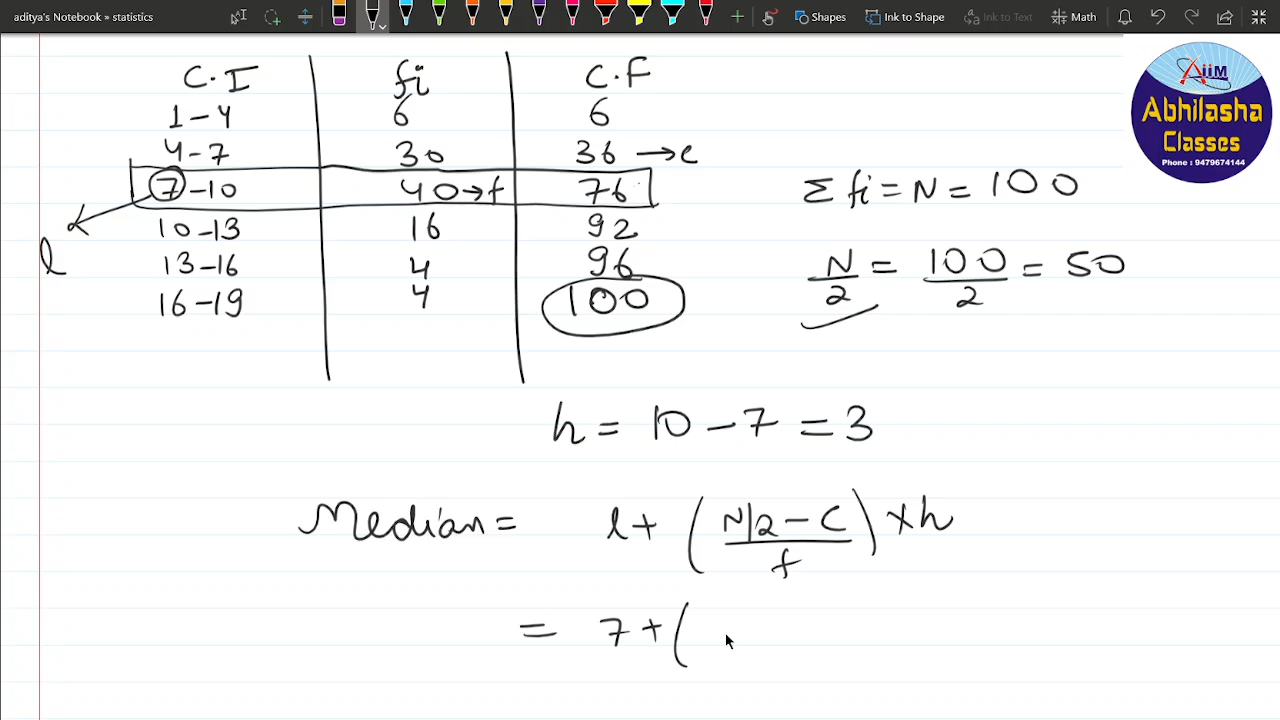 aditya's Notebook » statistics
Shapes Ink to Shape Ink to Text Math
AiiM
Abhilasha
Classes
Phone : 9479674144
C.I fi C.F
1-4 6 6
4-7 30 36 →c
7-10 40→f 76
10-13 16 92
13-16 4 96
16-19 4 100
l
Σfi = N = 100
N/2 = 100/2 = 50
h = 10 - 7 = 3
Median = l + (N/2 - C / f) × h
= 7 + (